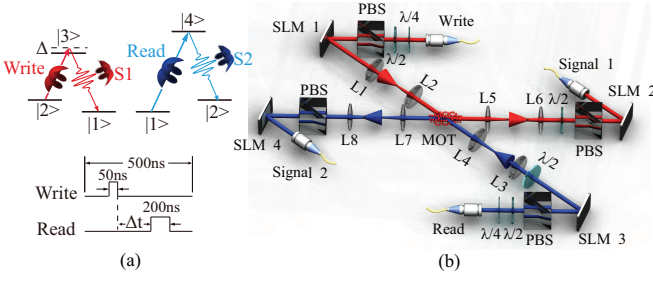 |3>
Δ
Write
S1
|2>
|1>
|4>
Read
S2
|1>
|2>
500ns
50ns
Write
200ns
Δt
Read
(a)
SLM 1
PBS
λ/4
Write
λ/2
L1
L2
Signal 1
SLM 2
PBS
L5
L6
λ/2
PBS
MOT
SLM 4
L8
L7
Signal 2
L4
L3
λ/2
Read
λ/4
λ/2
PBS
SLM 3
(b)